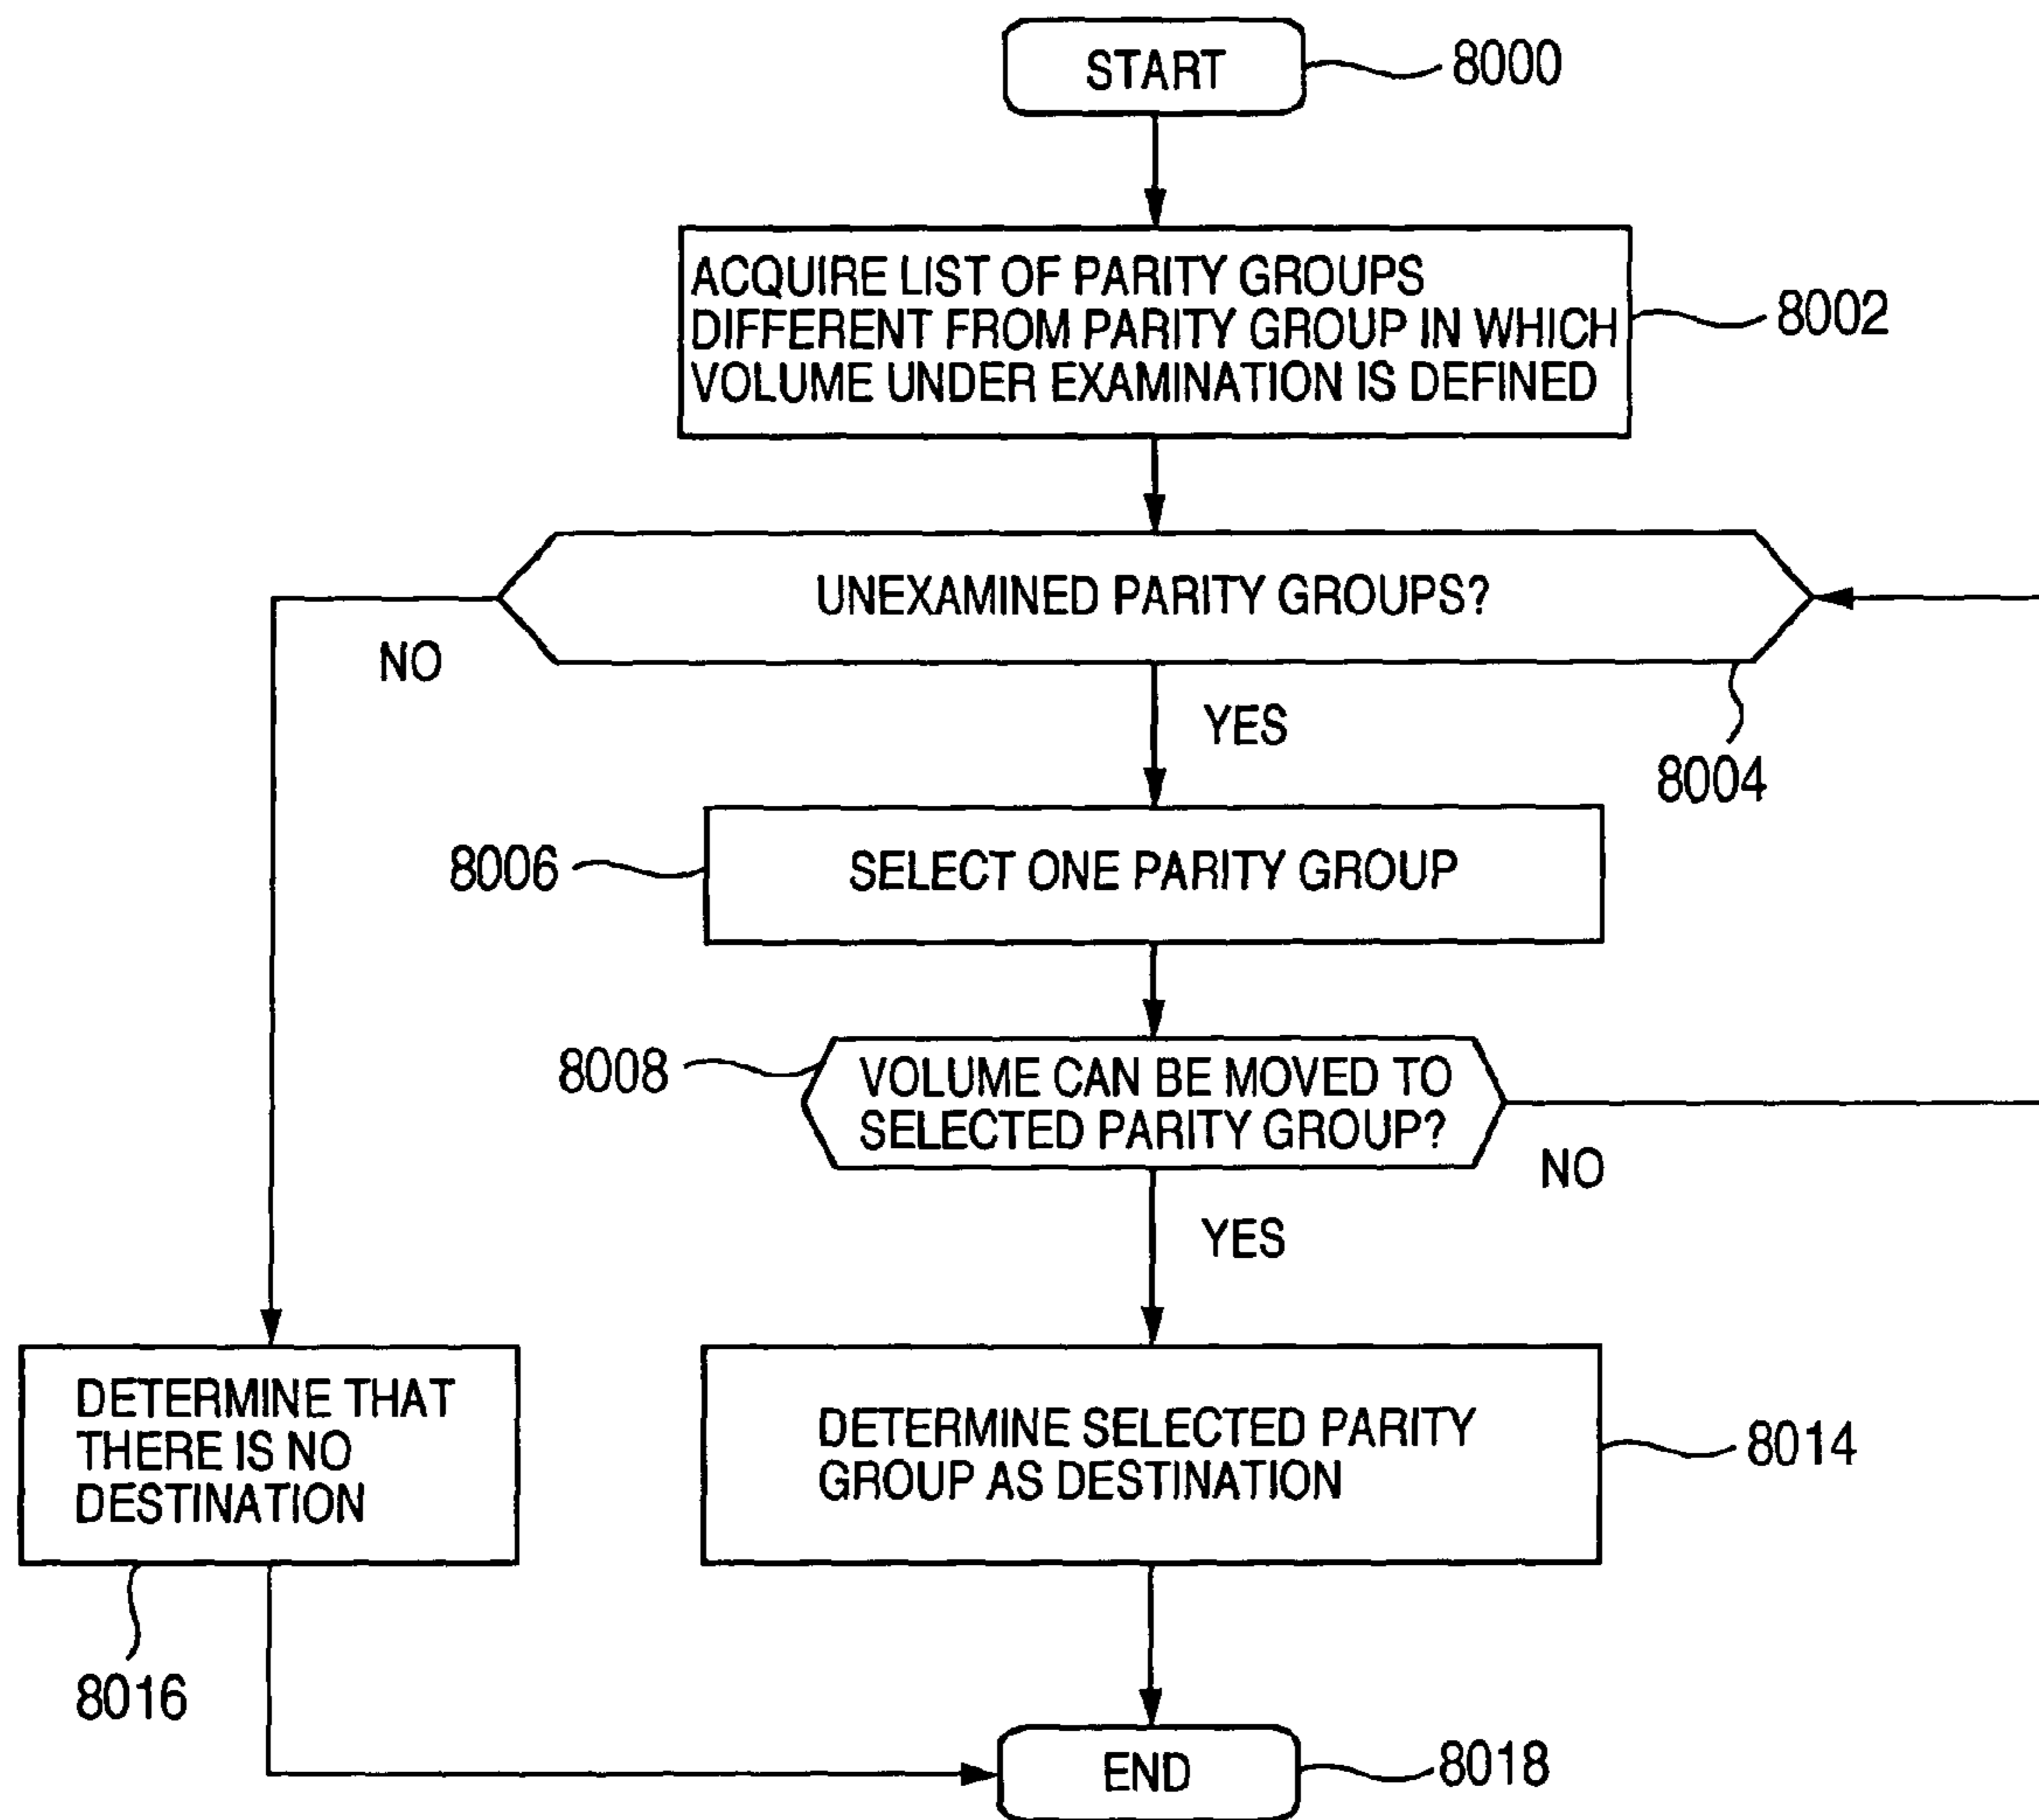 START
8000
ACQUIRE LIST OF PARITY GROUPS
DIFFERENT FROM PARITY GROUP IN WHICH
VOLUME UNDER EXAMINATION IS DEFINED
8002
UNEXAMINED PARITY GROUPS?
NO
YES
8004
8006
SELECT ONE PARITY GROUP
8008
VOLUME CAN BE MOVED TO
SELECTED PARITY GROUP?
NO
YES
DETERMINE THAT
THERE IS NO
DESTINATION
DETERMINE SELECTED PARITY
GROUP AS DESTINATION
8014
8016
END
8018